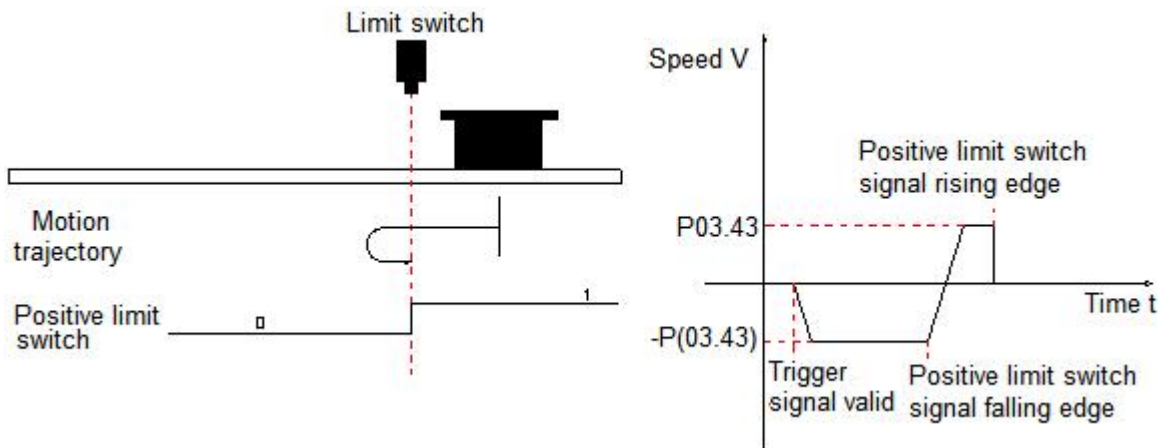 Limit switch
Motion
trajectory
Positive limit
switch
0
1
Speed V
Positive limit switch
signal rising edge
P03.43
Time t
-P(03.43)
Trigger
signal valid
Positive limit switch
signal falling edge